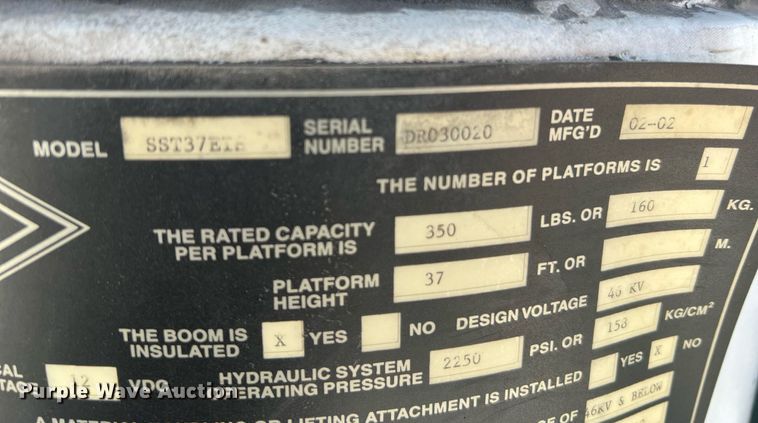 MODEL SST37EIH SERIAL NUMBER DR030020 DATE MFG'D 02-02
THE NUMBER OF PLATFORMS IS 1
THE RATED CAPACITY PER PLATFORM IS 350 LBS. OR 160 KG.
PLATFORM HEIGHT 37 FT. OR M.
THE BOOM IS INSULATED X YES NO DESIGN VOLTAGE 46 KV
12 VDC HYDRAULIC SYSTEM OPERATING PRESSURE 2250 PSI. OR 158 KG/CM²
LIFTING ATTACHMENT IS INSTALLED YES X NO
OF 46KV & BELOW
Purple Wave Auction